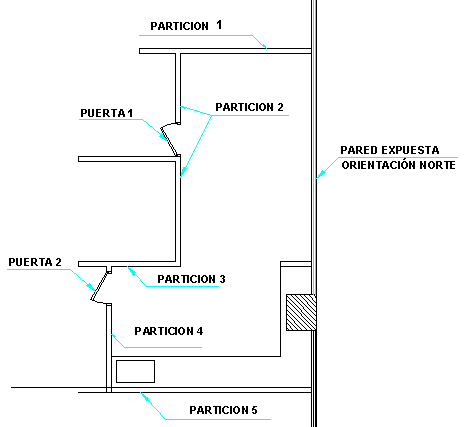 PARTICION 1
PARTICION 2
PUERTA 1
PARED EXPUESTA
ORIENTACIÓN NORTE
PUERTA 2
PARTICION 3
PARTICION 4
PARTICION 5